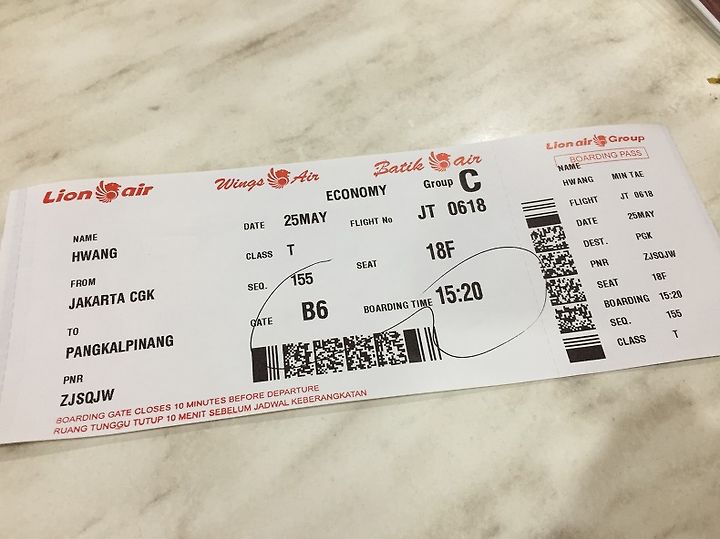 Lion air
Wings Air
Batik air
ECONOMY
Group C
NAME
HWANG
FROM
JAKARTA CGK
TO
PANGKALPINANG
PNR
ZJSQJW
DATE 25MAY
FLIGHT No JT 0618
CLASS T
SEAT 18F
SEQ. 155
GATE B6
BOARDING TIME 15:20
BOARDING GATE CLOSES 10 MINUTES BEFORE DEPARTURE
RUANG TUNGGU TUTUP 10 MENIT SEBELUM JADWAL KEBERANGKATAN
Lion air Group
BOARDING PASS
NAME
HWANG MIN TAE
FLIGHT JT 0618
DATE 25MAY
DEST. PGK
PNR ZJSQJW
SEAT 18F
BOARDING 15:20
SEQ. 155
CLASS T